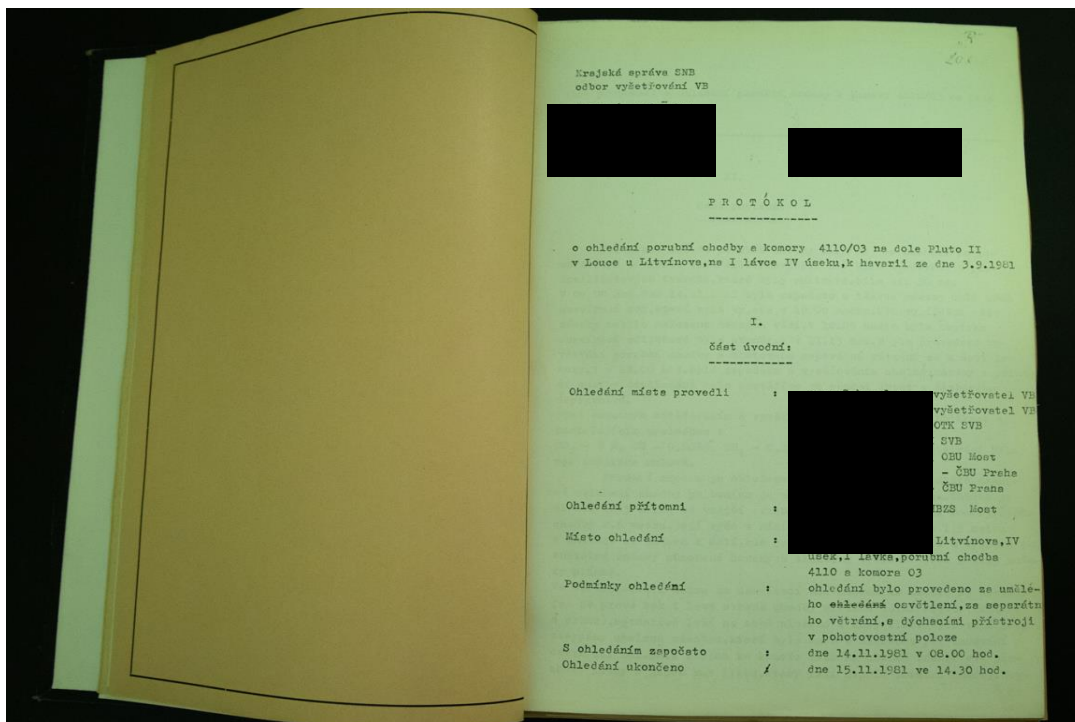 Krajská správa SNB
odbor vyšetřování VB
P R O T Ó K O L
o ohledání porubní chodby a komory 4110/03 na dole Pluto II
v Louce u Litvínova,na I lávce IV úseku,k havarii ze dne 3.9.1981
I.
část úvodní:
Ohledání místa provedli : vyšetřovatel VB
vyšetřovatel VB
OTK SVB
SVB
OBU Most
- ČBU Praha
- ČBU Praha
Ohledání přítomni : HBZS Most
Místo ohledání : Litvínova,IV
úsek,I lávka,porubní chodba
4110 a komora 03
Podmínky ohledání : ohledání bylo provedeno za umělé-
ho ohledání osvětlení,za separátn
ho větrání,s dýchacími přístroji
v pohotovostní poloze
S ohledáním započato : dne 14.11.1981 v 08.00 hod.
Ohledání ukončeno : dne 15.11.1981 ve 14.30 hod.